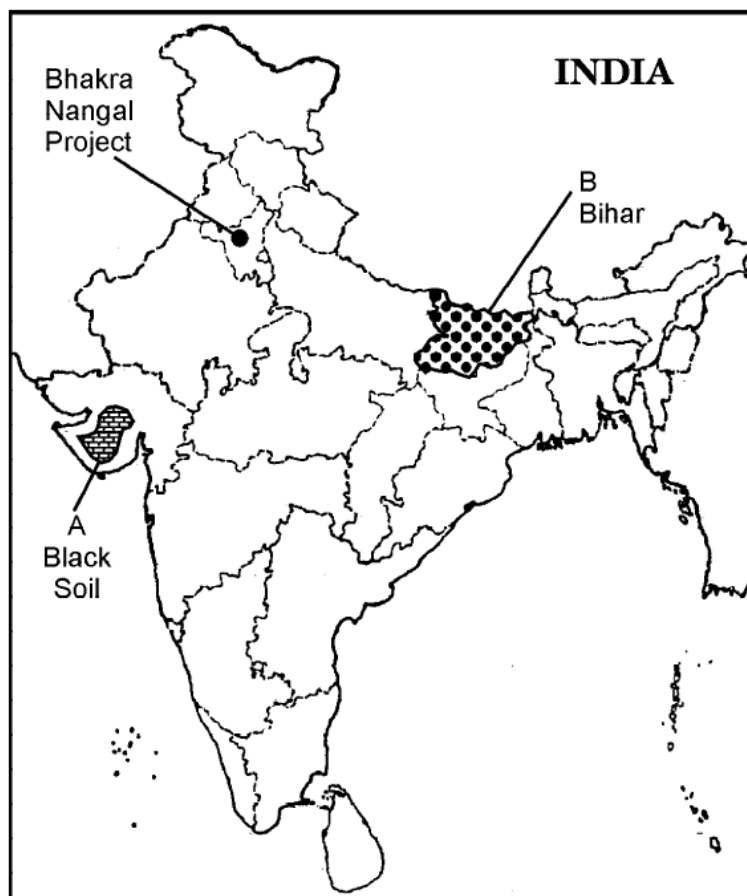 INDIA
Bhakra
Nangal
Project
B
Bihar
A
Black
Soil